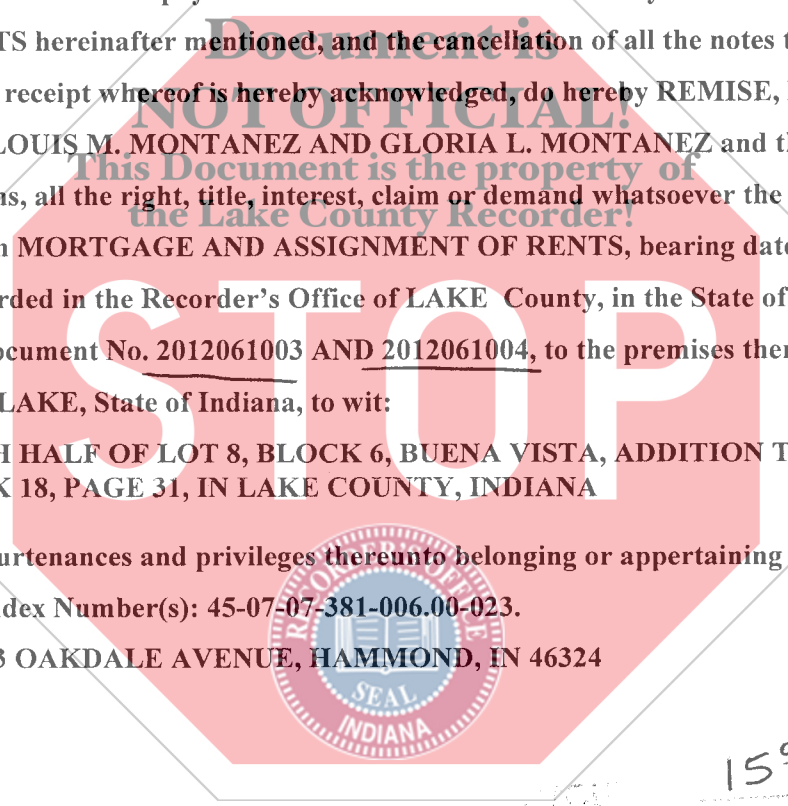 TS hereinafter mentioned, and the cancellation of all the notes t
Document is
receipt whereof is hereby acknowledged, do hereby REMISE,
NOT OFFICIAL!
LOUIS M. MONTANEZ AND GLORIA L. MONTANEZ and th
This Document is the property of
ns, all the right, title, interest, claim or demand whatsoever the
the Lake County Recorder!
n MORTGAGE AND ASSIGNMENT OF RENTS, bearing date
rded in the Recorder's Office of LAKE County, in the State of
ocument No. 2012061003 AND 2012061004, to the premises ther
STOP
LAKE, State of Indiana, to wit:
H HALF OF LOT 8, BLOCK 6, BUENA VISTA, ADDITION T
K 18, PAGE 31, IN LAKE COUNTY, INDIANA
urtenances and privileges thereunto belonging or appertaining
ndex Number(s): 45-07-07-381-006.00-023.
3 OAKDALE AVENUE, HAMMOND, IN 46324
RECORDER'S OFFICE
SEAL
INDIANA
15